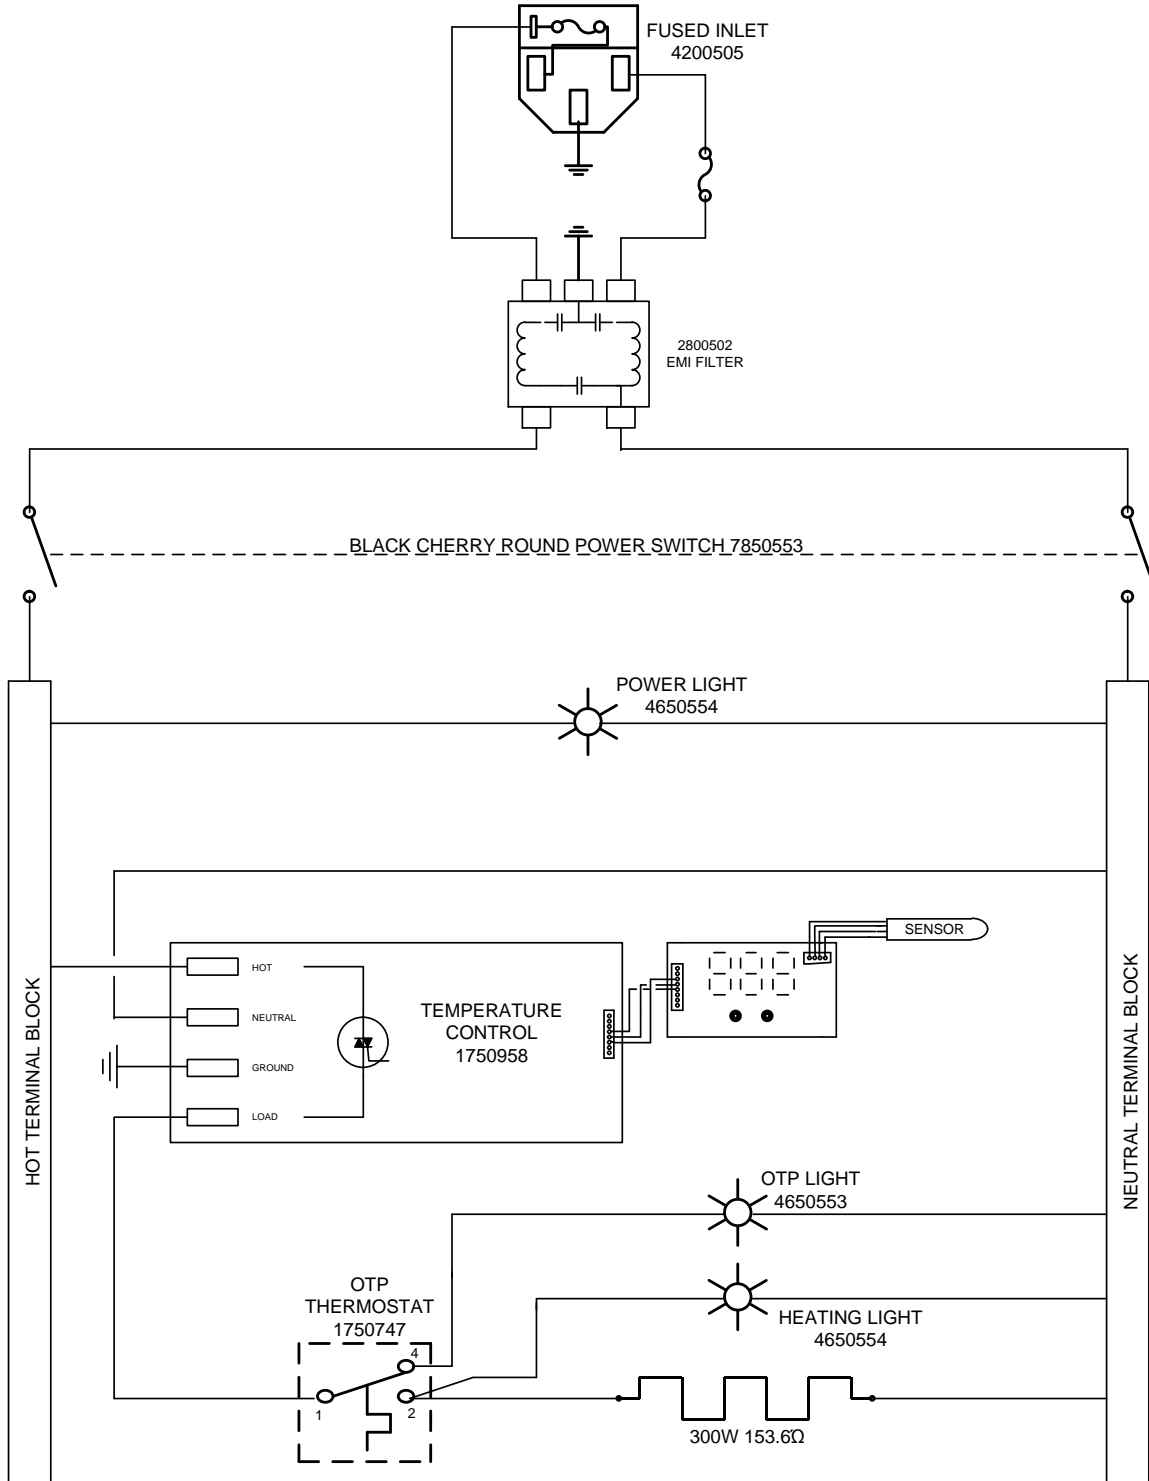 FUSED INLET
4200505
2800502
EMI FILTER
BLACK CHERRY ROUND POWER SWITCH 7850553
POWER LIGHT
4650554
SENSOR
HOT
NEUTRAL
GROUND
LOAD
TEMPERATURE
CONTROL
1750958
HOT TERMINAL BLOCK
NEUTRAL TERMINAL BLOCK
OTP LIGHT
4650553
OTP
THERMOSTAT
1750747
HEATING LIGHT
4650554
4
1
2
300W 153.6Ω